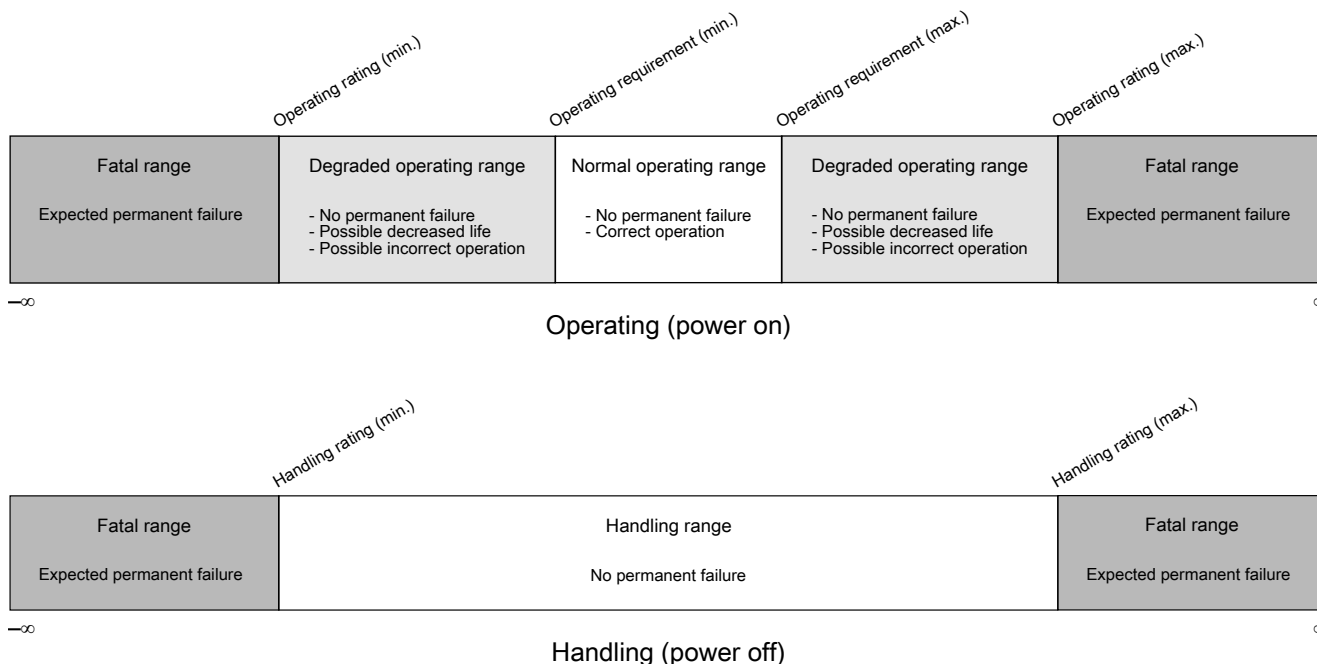 Operating rating (min.)
Operating requirement (min.)
Operating requirement (max.)
Operating rating (max.)
Fatal range
Expected permanent failure
Degraded operating range
- No permanent failure
- Possible decreased life
- Possible incorrect operation
Normal operating range
- No permanent failure
- Correct operation
Degraded operating range
- No permanent failure
- Possible decreased life
- Possible incorrect operation
Fatal range
Expected permanent failure
–∞
Operating (power on)
Handling rating (min.)
Handling rating (max.)
Fatal range
Expected permanent failure
Handling range
No permanent failure
Fatal range
Expected permanent failure
–∞
Handling (power off)